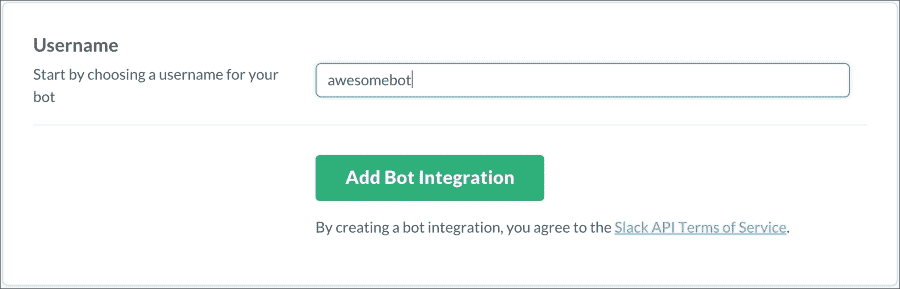 Username
Start by choosing a username for your
bot
awesomebot
Add Bot Integration
By creating a bot integration, you agree to the Slack API Terms of Service.